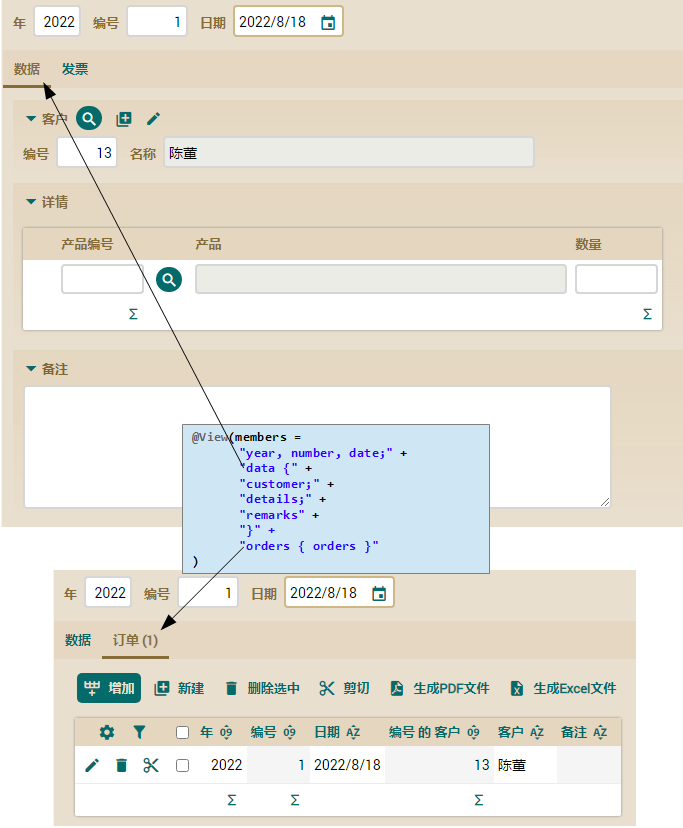 年 2022 编号 1 日期 2022/8/18
数据 发票
客户
编号 13 名称 陈董
详情
产品编号 产品 数量
Σ Σ
备注
@View(members =
"year, number, date;" +
"data {" +
"customer;" +
"details;" +
"remarks" +
"}" +
"orders { orders }"
)
年 2022 编号 1 日期 2022/8/18
数据 订单 (1)
增加 新建 删除选中 剪切 生成PDF文件 生成Excel文件
年 编号 日期 编号 的 客户 客户 备注
2022 1 2022/8/18 13 陈董
Σ Σ Σ